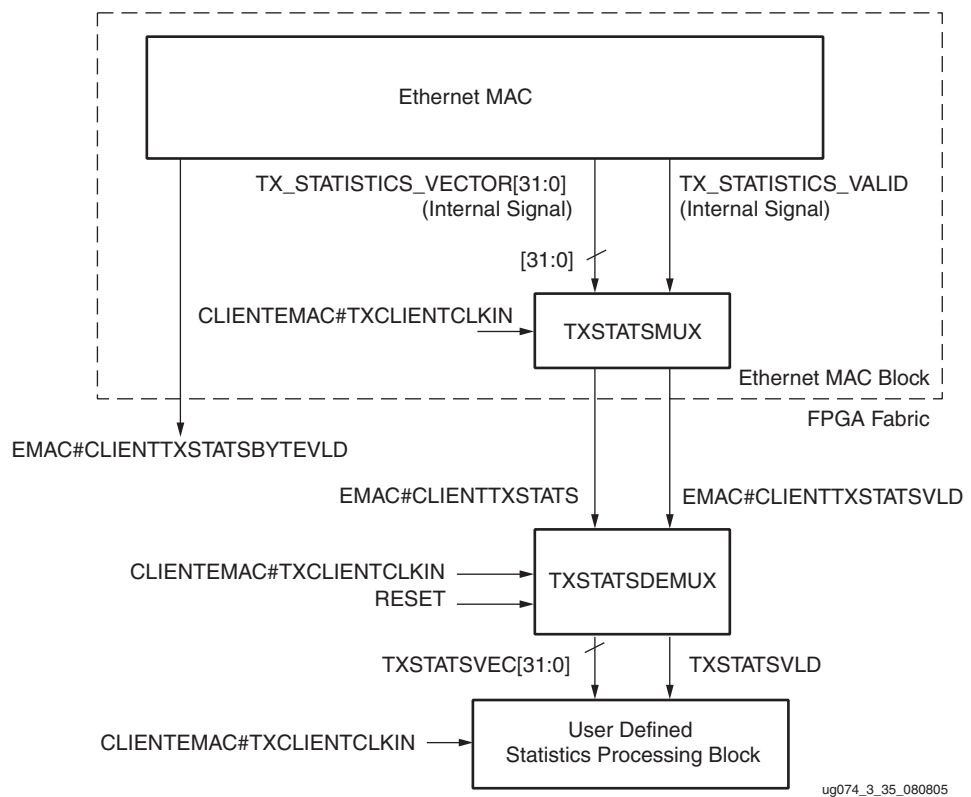 Ethernet MAC
TX_STATISTICS_VECTOR[31:0]
(Internal Signal)
TX_STATISTICS_VALID
(Internal Signal)
[31:0]
CLIENTEMAC#TXCLIENTCLKIN
TXSTATSMUX
Ethernet MAC Block
FPGA Fabric
EMAC#CLIENTTXSTATSBYTEVLD
EMAC#CLIENTTXSTATS
EMAC#CLIENTTXSTATSVLD
CLIENTEMAC#TXCLIENTCLKIN
RESET
TXSTATSDEMUX
TXSTATSVEC[31:0]
TXSTATSVLD
CLIENTEMAC#TXCLIENTCLKIN
User Defined
Statistics Processing Block
ug074_3_35_080805